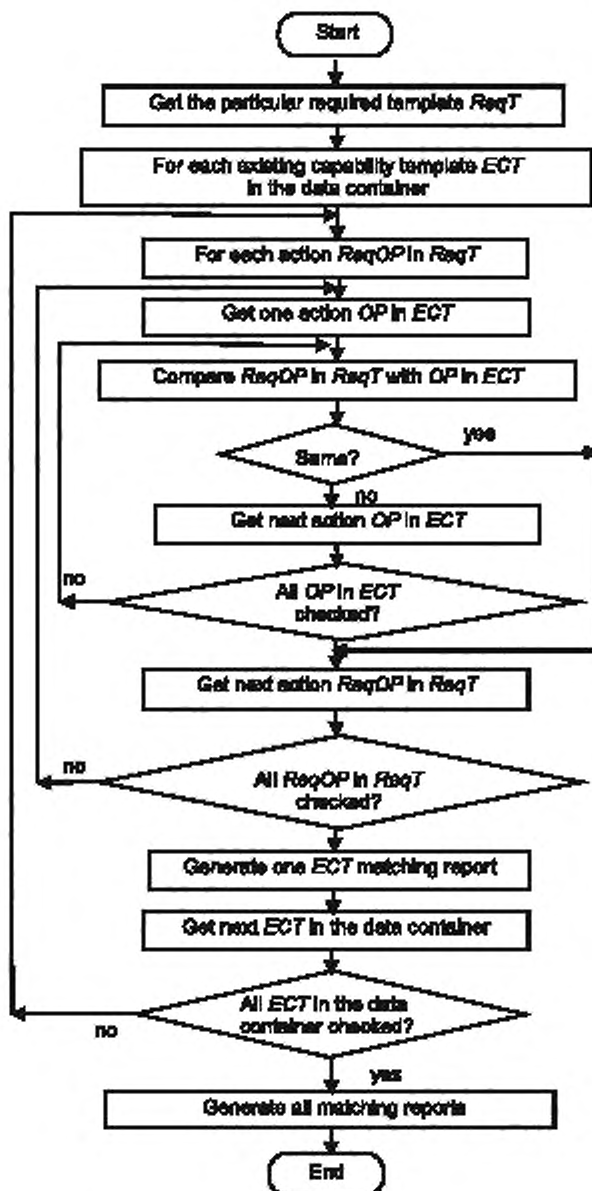 Start
Get the particular required template ReqT
For each existing capability template ECT
in the data container
For each action ReqOP in ReqT
Get one action OP in ECT
Compare ReqOP in ReqT with OP in ECT
Same?
yes
no
Get next action OP in ECT
All OP in ECT
checked?
no
Get next action ReqOP in ReqT
All ReqOP in ReqT
checked?
no
Generate one ECT matching report
Get next ECT in the data container
All ECT in the data
container checked?
no
yes
Generate all matching reports
End